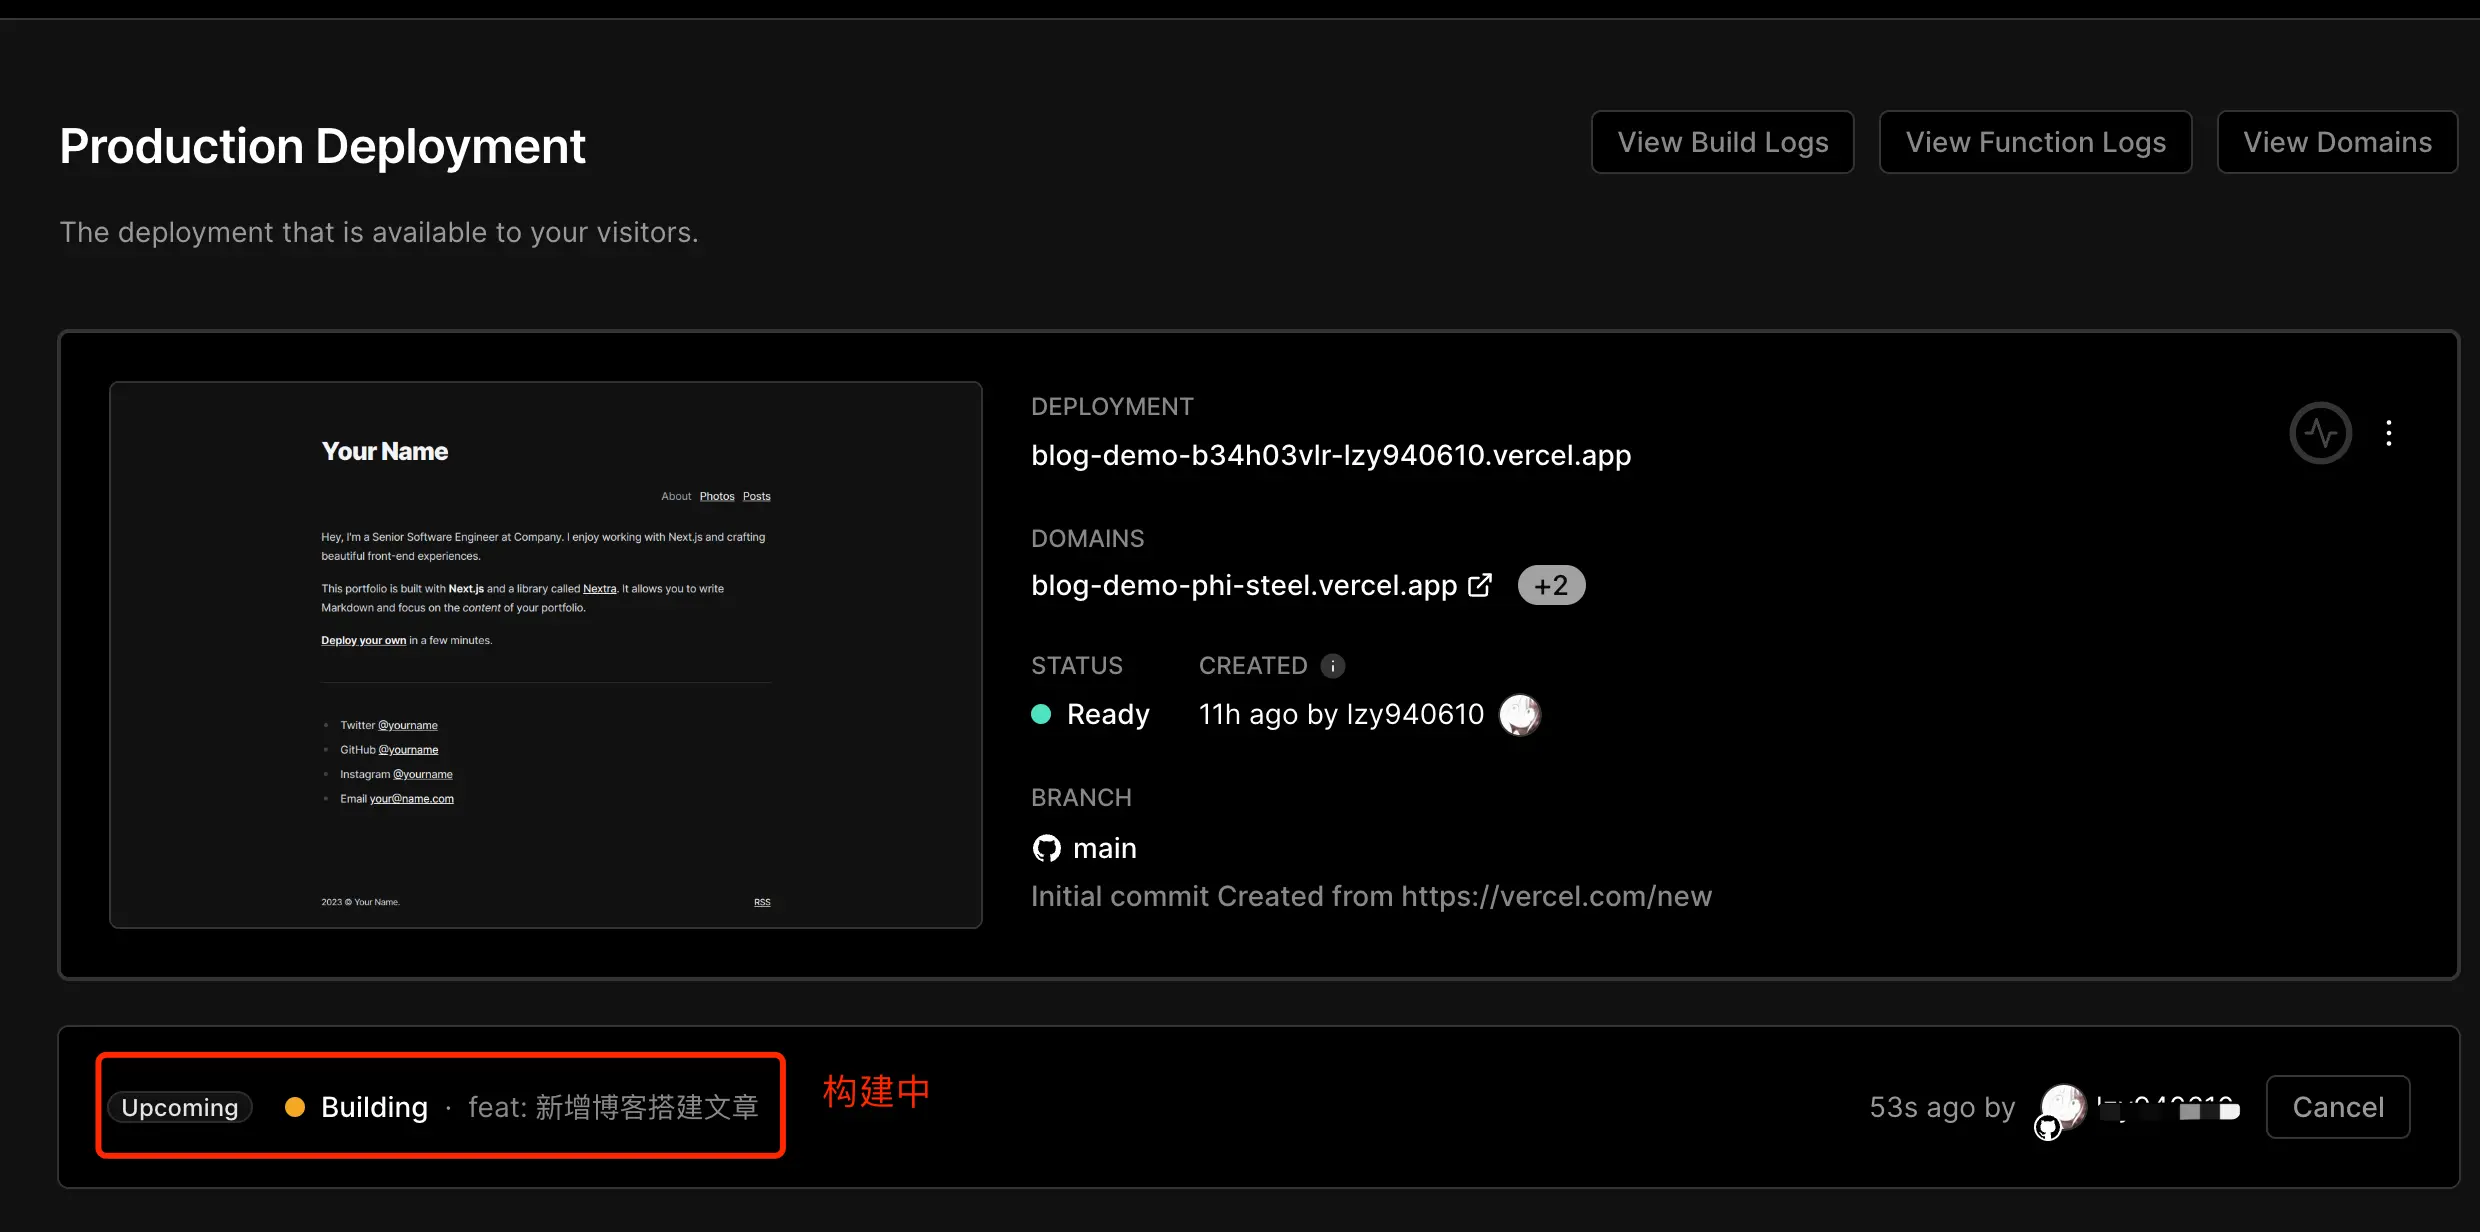 Production Deployment
View Build Logs
View Function Logs
View Domains
The deployment that is available to your visitors.
Your Name
About Photos Posts
Hey, I'm a Senior Software Engineer at Company. I enjoy working with Next.js and crafting
beautiful front-end experiences.
This portfolio is built with Next.js and a library called Nextra. It allows you to write
Markdown and focus on the content of your portfolio.
Deploy your own in a few minutes.
Twitter @yourname
GitHub @yourname
Instagram @yourname
Email your@name.com
2023 © Your Name.
RSS
DEPLOYMENT
blog-demo-b34h03vlr-lzy940610.vercel.app
DOMAINS
blog-demo-phi-steel.vercel.app +2
STATUS
CREATED
Ready
11h ago by lzy940610
BRANCH
main
Initial commit Created from https://vercel.com/new
Upcoming Building · feat: 新增博客搭建文章
构建中
53s ago by
Cancel